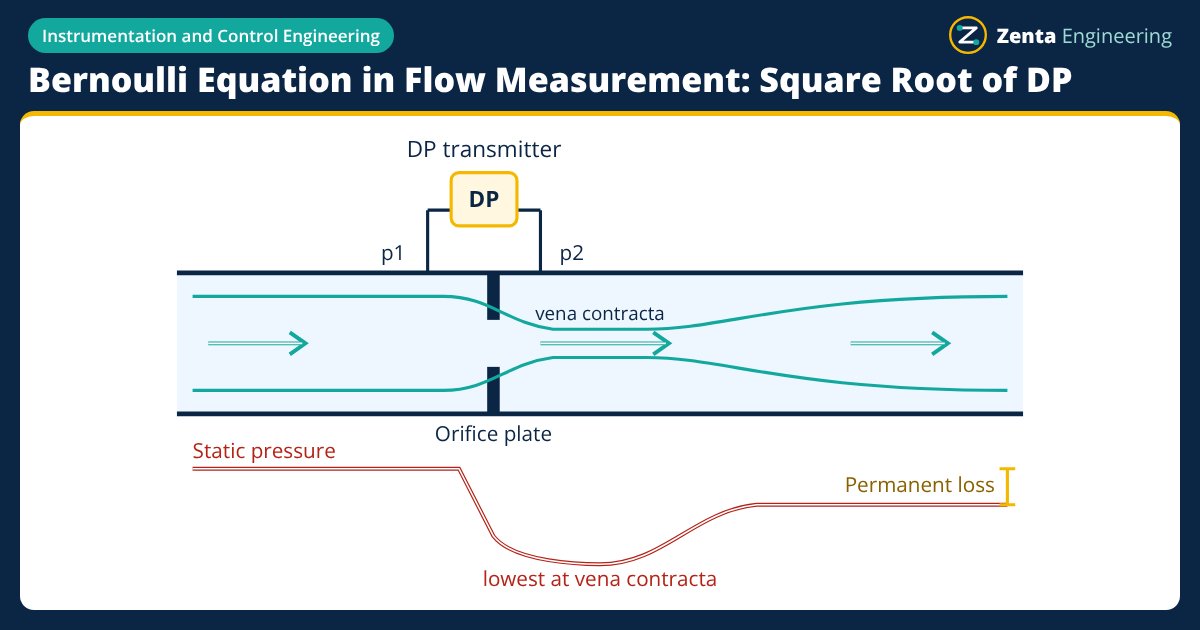 Instrumentation and Control Engineering
Zenta Engineering
Bernoulli Equation in Flow Measurement: Square Root of DP
DP transmitter
DP
p1
p2
vena contracta
Orifice plate
Static pressure
Permanent loss
lowest at vena contracta